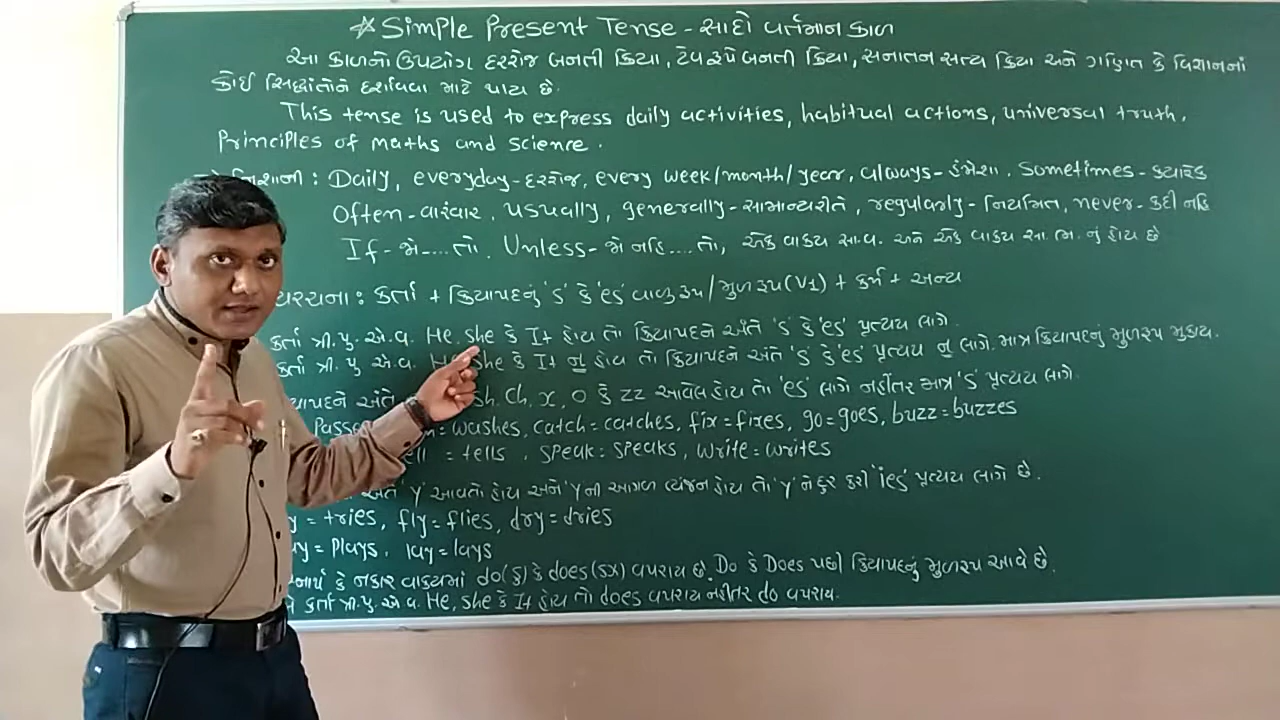 ☆ Simple Present Tense - સાદો વર્તમાન કાળ
આ કાળનો ઉપયોગ દરરોજ બનતી ક્રિયા, ટેવરૂપે બનતી ક્રિયા, સનાતન સત્ય ક્રિયા અને ગણિત કે વિજ્ઞાનનાં
કોઈ સિદ્ધાંતોને દર્શાવવા માટે થાય છે.
This tense is used to express daily activities, habitual actions, universal truth,
Principles of maths and science.
નિશાની : Daily, everyday - દરરોજ, every week/month/year, always - હંમેશા, Sometimes - ક્યારેક
Often - વારંવાર, usually, generally - સામાન્યરીતે, regularly - નિયમિત, never - કદી નહિ
If - જો....તો, Unless - જો નહિ....તો, એક વાક્ય સા.વ. અને એક વાક્ય સા.ભ. નું હોય છે
કર્તા + ક્રિયાપદનું 's' કે 'es' વાળુ રૂપ/મુળ રૂપ (V1) + કર્મ + અન્ય
કર્તા ત્રી.પુ. એ.વ. He, She કે It હોય તો ક્રિયાપદને અંતે 's' કે 'es' પ્રત્યય લાગે.
કર્તા ત્રી.પુ એ.વ. She કે It ન હોય તો ક્રિયાપદને અંતે 's' કે 'es' પ્રત્યય ન લાગે. માત્ર ક્રિયાપદનું મુળરૂપ મુકાય.
અંતે sh, ch, x, o કે zz આવેલ હોય તો 'es' લાગે નહીંતર માત્ર 's' પ્રત્યય લાગે.
= washes, catch = catches, fix = fixes, go = goes, buzz = buzzes
= tells, speak = speaks, write = writes
અંતે 'y' આવતો હોય અને 'y' ની આગળ વ્યંજન હોય તો 'y' ને દુર કરી 'ies' પ્રત્યય લાગે છે.
= tries, fly = flies, dry = dries
= plays, lay = lays
કે નકાર વાક્યમાં do(ડુ) કે does(ડઝ) વપરાય છે. Do કે Does પછી ક્રિયાપદનું મુળરૂપ આવે છે.
કર્તા ત્રી.પુ. એ.વ. He, She કે It હોય તો does વપરાય નહીંતર do વપરાય.